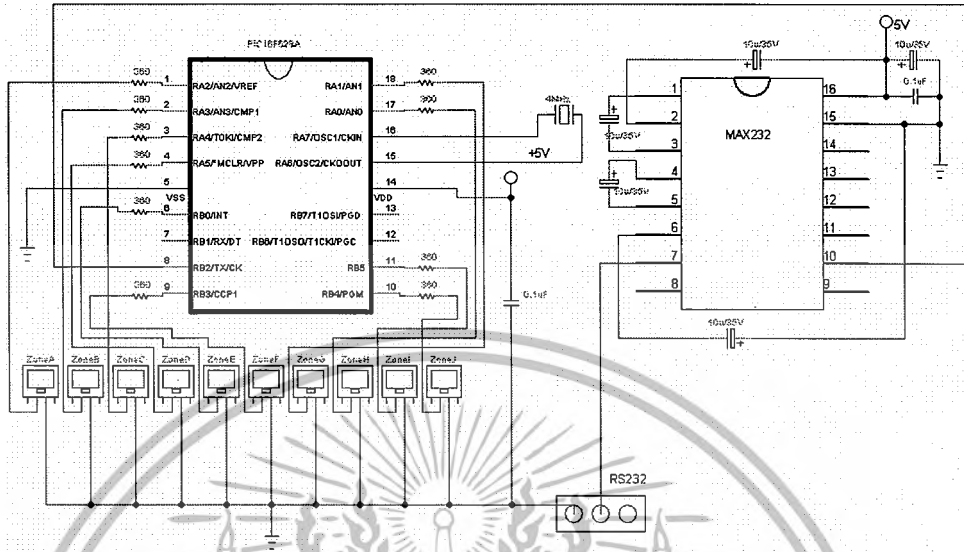 PIC16F628A
360 1 RA2/AN2/VREF RA1/AN1 18 360
360 2 RA3/AN3/CMP1 RA0/AN0 17 360
360 3 RA4/T0KI/CMP2 RA7/OSC1/CKIN 16
360 4 RA5/*MCLR/VPP RA6/OSC2/CKOOUT 15
5 VSS VDD 14
360 6 RB0/INT RB7/T1OSI/PGD 13
7 RB1/RX/DT RB6/T1OSO/T1CKI/PGC 12
8 RB2/TX/CK RB5 11 360
360 9 RB3/CCP1 RB4/PGM 10 360
4MHz
+5V
0.1uF
ZoneA ZoneB ZoneC ZoneD ZoneE ZoneF ZoneG ZoneH ZoneI ZoneJ
5V
10u/35V
+
10u/35V
+
0.1uF
MAX232
1 16
2 15
3 14
4 13
5 12
6 11
7 10
8 9
+
10u/35V
+
10u/35V
10u/35V
+
RS232